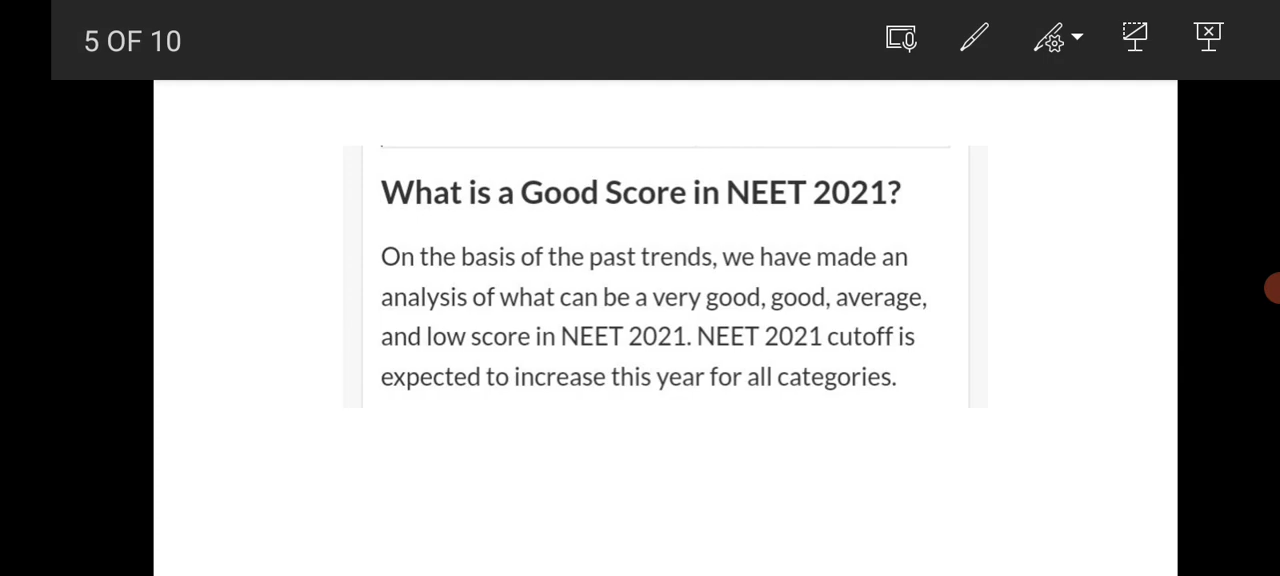 5 OF 10
What is a Good Score in NEET 2021?
On the basis of the past trends, we have made an
analysis of what can be a very good, good, average,
and low score in NEET 2021. NEET 2021 cutoff is
expected to increase this year for all categories.